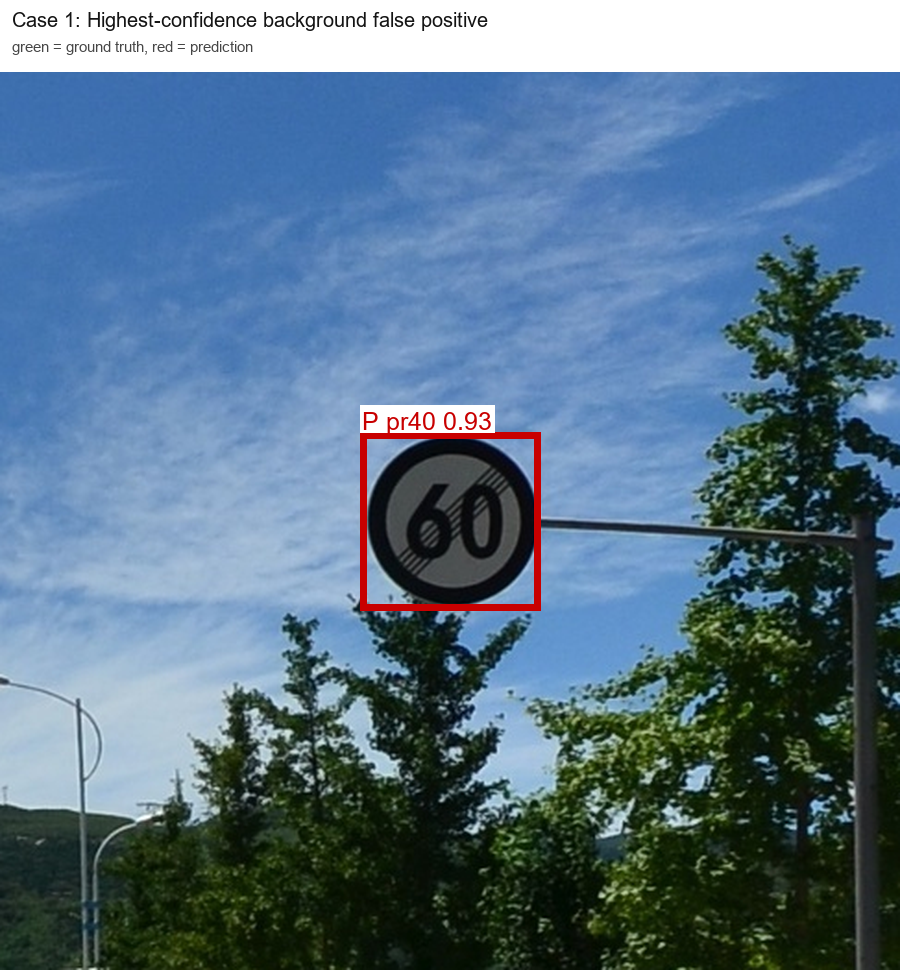 Case 1: Highest-confidence background false positive
green = ground truth, red = prediction
P pr40 0.93
60